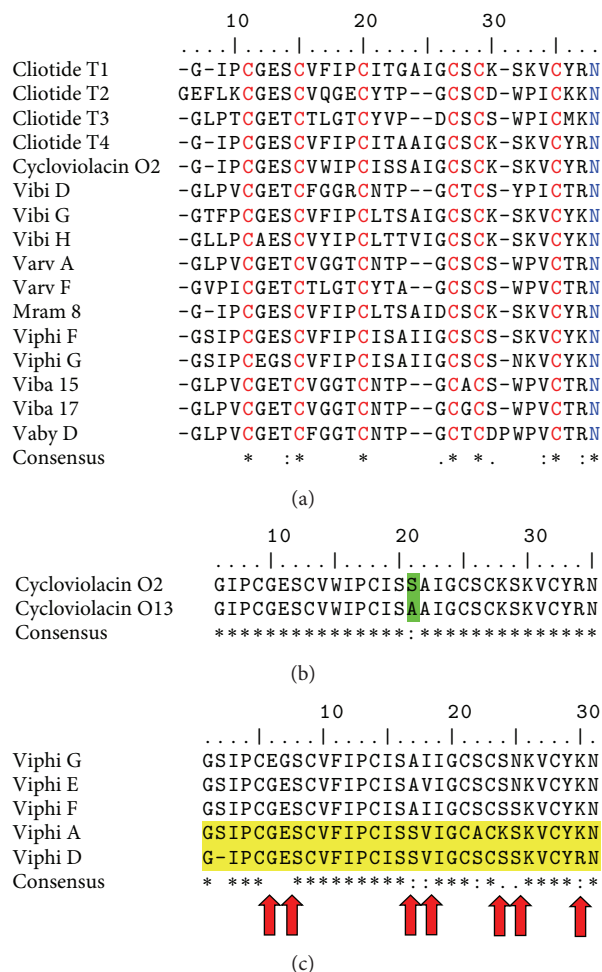 10 20 30
....|....|....|....|....|....|...
Cliotide T1 -G-IPCGESCVFIPCITGAIGCSCK-SKVCYRN
Cliotide T2 GEFLKCGESCVQGECYTP--GCSCD-WPICKKN
Cliotide T3 -GLPTCGETCTLGTCYVP-DCSCS-WPICMKN
Cliotide T4 -G-IPCGESCVFIPCITAAIGCSCK-SKVCYRN
Cycloviolacin O2 -G-IPCGESCVWIPCISSAIGCSCK-SKVCYRN
Vibi D -GLPVCGETCFGGRCNTP--GCTCS-YPICTRN
Vibi G -GTFPCGESCVFIPCLTSAIGCSCK-SKVCYKN
Vibi H -GLLPCAESCVYIPCLTTVIGCSCK-SKVCYKN
Varv A -GLPVCGETCVGGTCNTP--GCSCS-WPVCTRN
Varv F -GVPICGETCTLGTCYTA--GCSCS-WPVCTRN
Mram 8 -G-IPCGESCVFIPCLTSAIDCSCK-SKVCYRN
Viphi F -GSIPCGESCVFIPCISAIIGCSCS-SKVCYKN
Viphi G -GSIPCEGSCVFIPCISAIIGCSCS-NKVCYKN
Viba 15 -GLPVCGETCVGGTCNTP--GCACS-WPVCTRN
Viba 17 -GLPVCGETCVGGTCNTP--GCGCS-WPVCTRN
Vaby D -GLPVCGETCFGGTCNTP--GCTCDPWPVCTRN
Consensus * :* * .* *. :* :*
(a)
10 20 30
....|....|....|....|....|....|
Cycloviolacin O2 GIPCGESCVWIPCISSAIGCSCKSKVCYRN
Cycloviolacin O13 GIPCGESCVWIPCISAAIGCSCKSKVCYRN
Consensus ***************:**************
(b)
10 20 30
....|....|....|....|....|....|.
Viphi G GSIPCEGSCVFIPCISAIIGCSCSNKVCYKN
Viphi E GSIPCGESCVFIPCISAVIGCSCSNKVCYKN
Viphi F GSIPCGESCVFIPCISAIIGCSCSSKVCYKN
Viphi A GSIPCGESCVFIPCISSVIGCACKSKVCYKN
Viphi D G-IPCGESCVFIPCISSVIGCSCSSKVCYRN
Consensus * *** *********::***:*..****:*
(c)